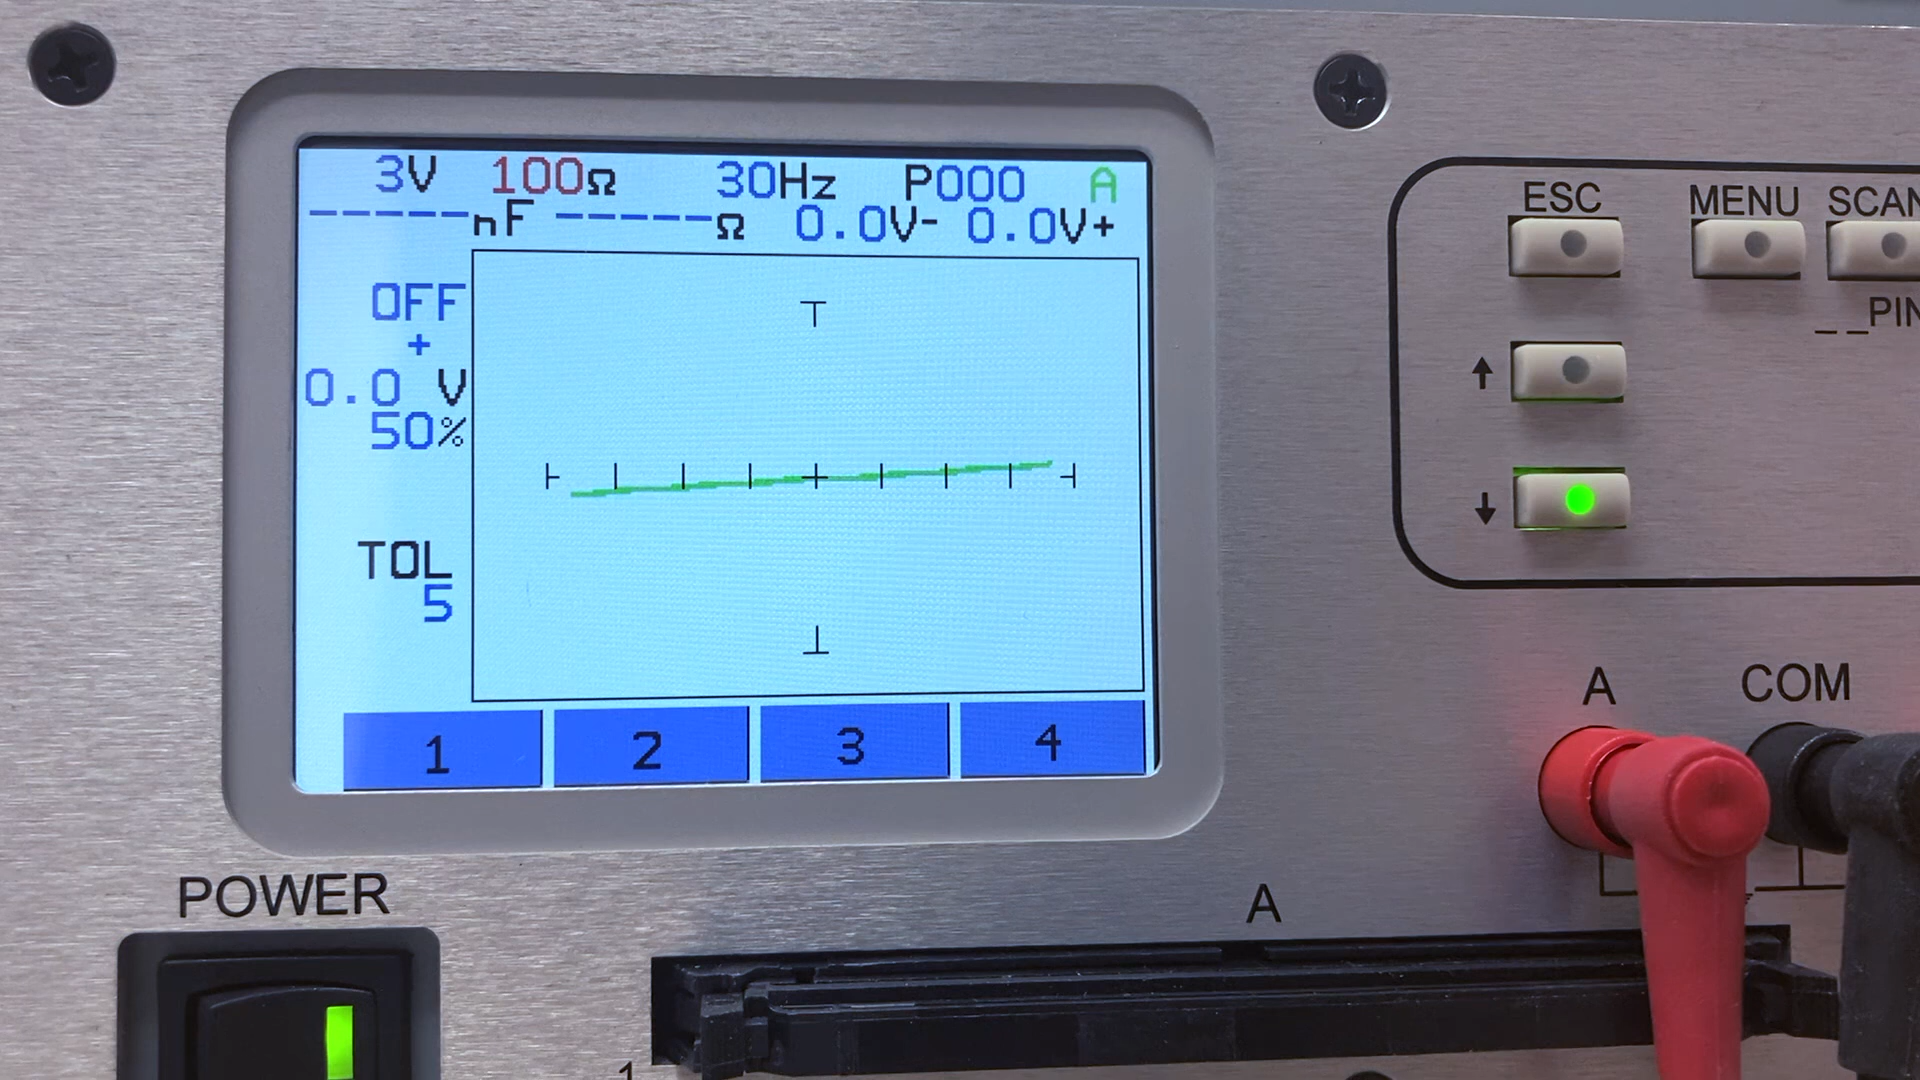 3V 100Ω 30Hz P000 A
-----nF -----Ω 0.0V- 0.0V+
OFF
+
0.0 V
50%
TOL
5
1 2 3 4
ESC MENU SCAN
_ _PIN
↑
↓
A COM
POWER
A
1